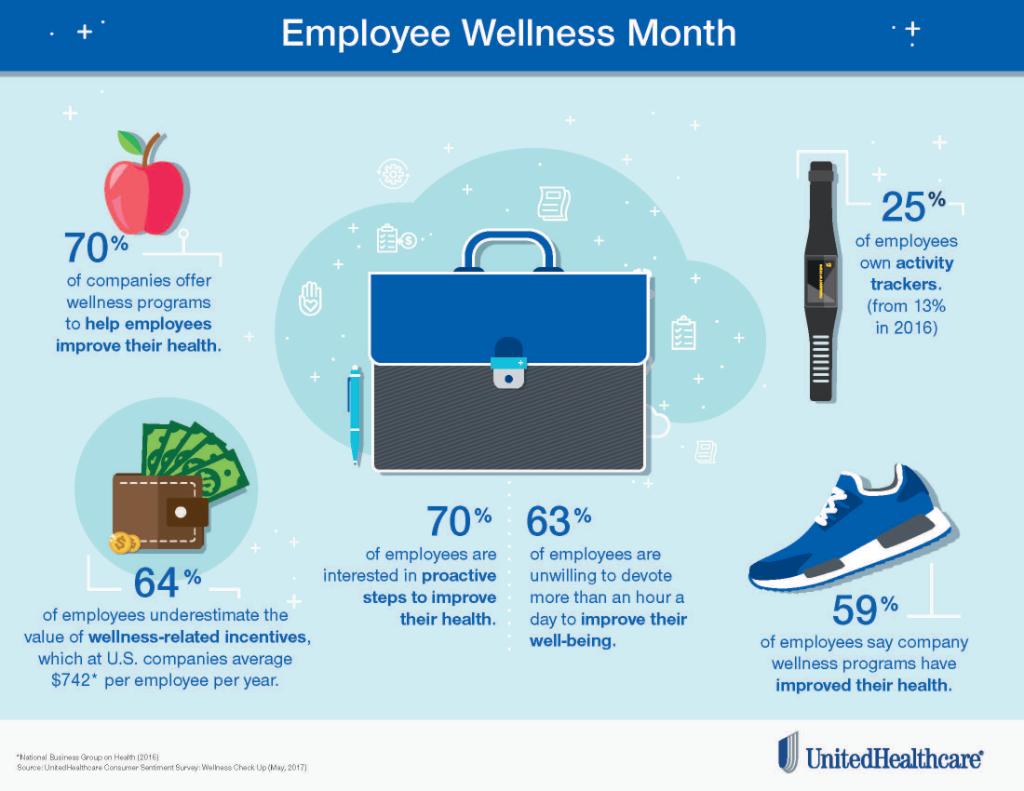 Employee Wellness Month
70%
of companies offer
wellness programs
to help employees
improve their health.
25%
of employees
own activity
trackers.
(from 13%
in 2016)
64%
of employees underestimate the
value of wellness-related incentives,
which at U.S. companies average
$742* per employee per year.
70%
of employees are
interested in proactive
steps to improve
their health.
63%
of employees are
unwilling to devote
more than an hour a
day to improve their
well-being.
59%
of employees say company
wellness programs have
improved their health.
*National Business Group on Health (2016)
Source: UnitedHealthcare Consumer Sentiment Survey: Wellness Check Up (May, 2017)
UnitedHealthcare®